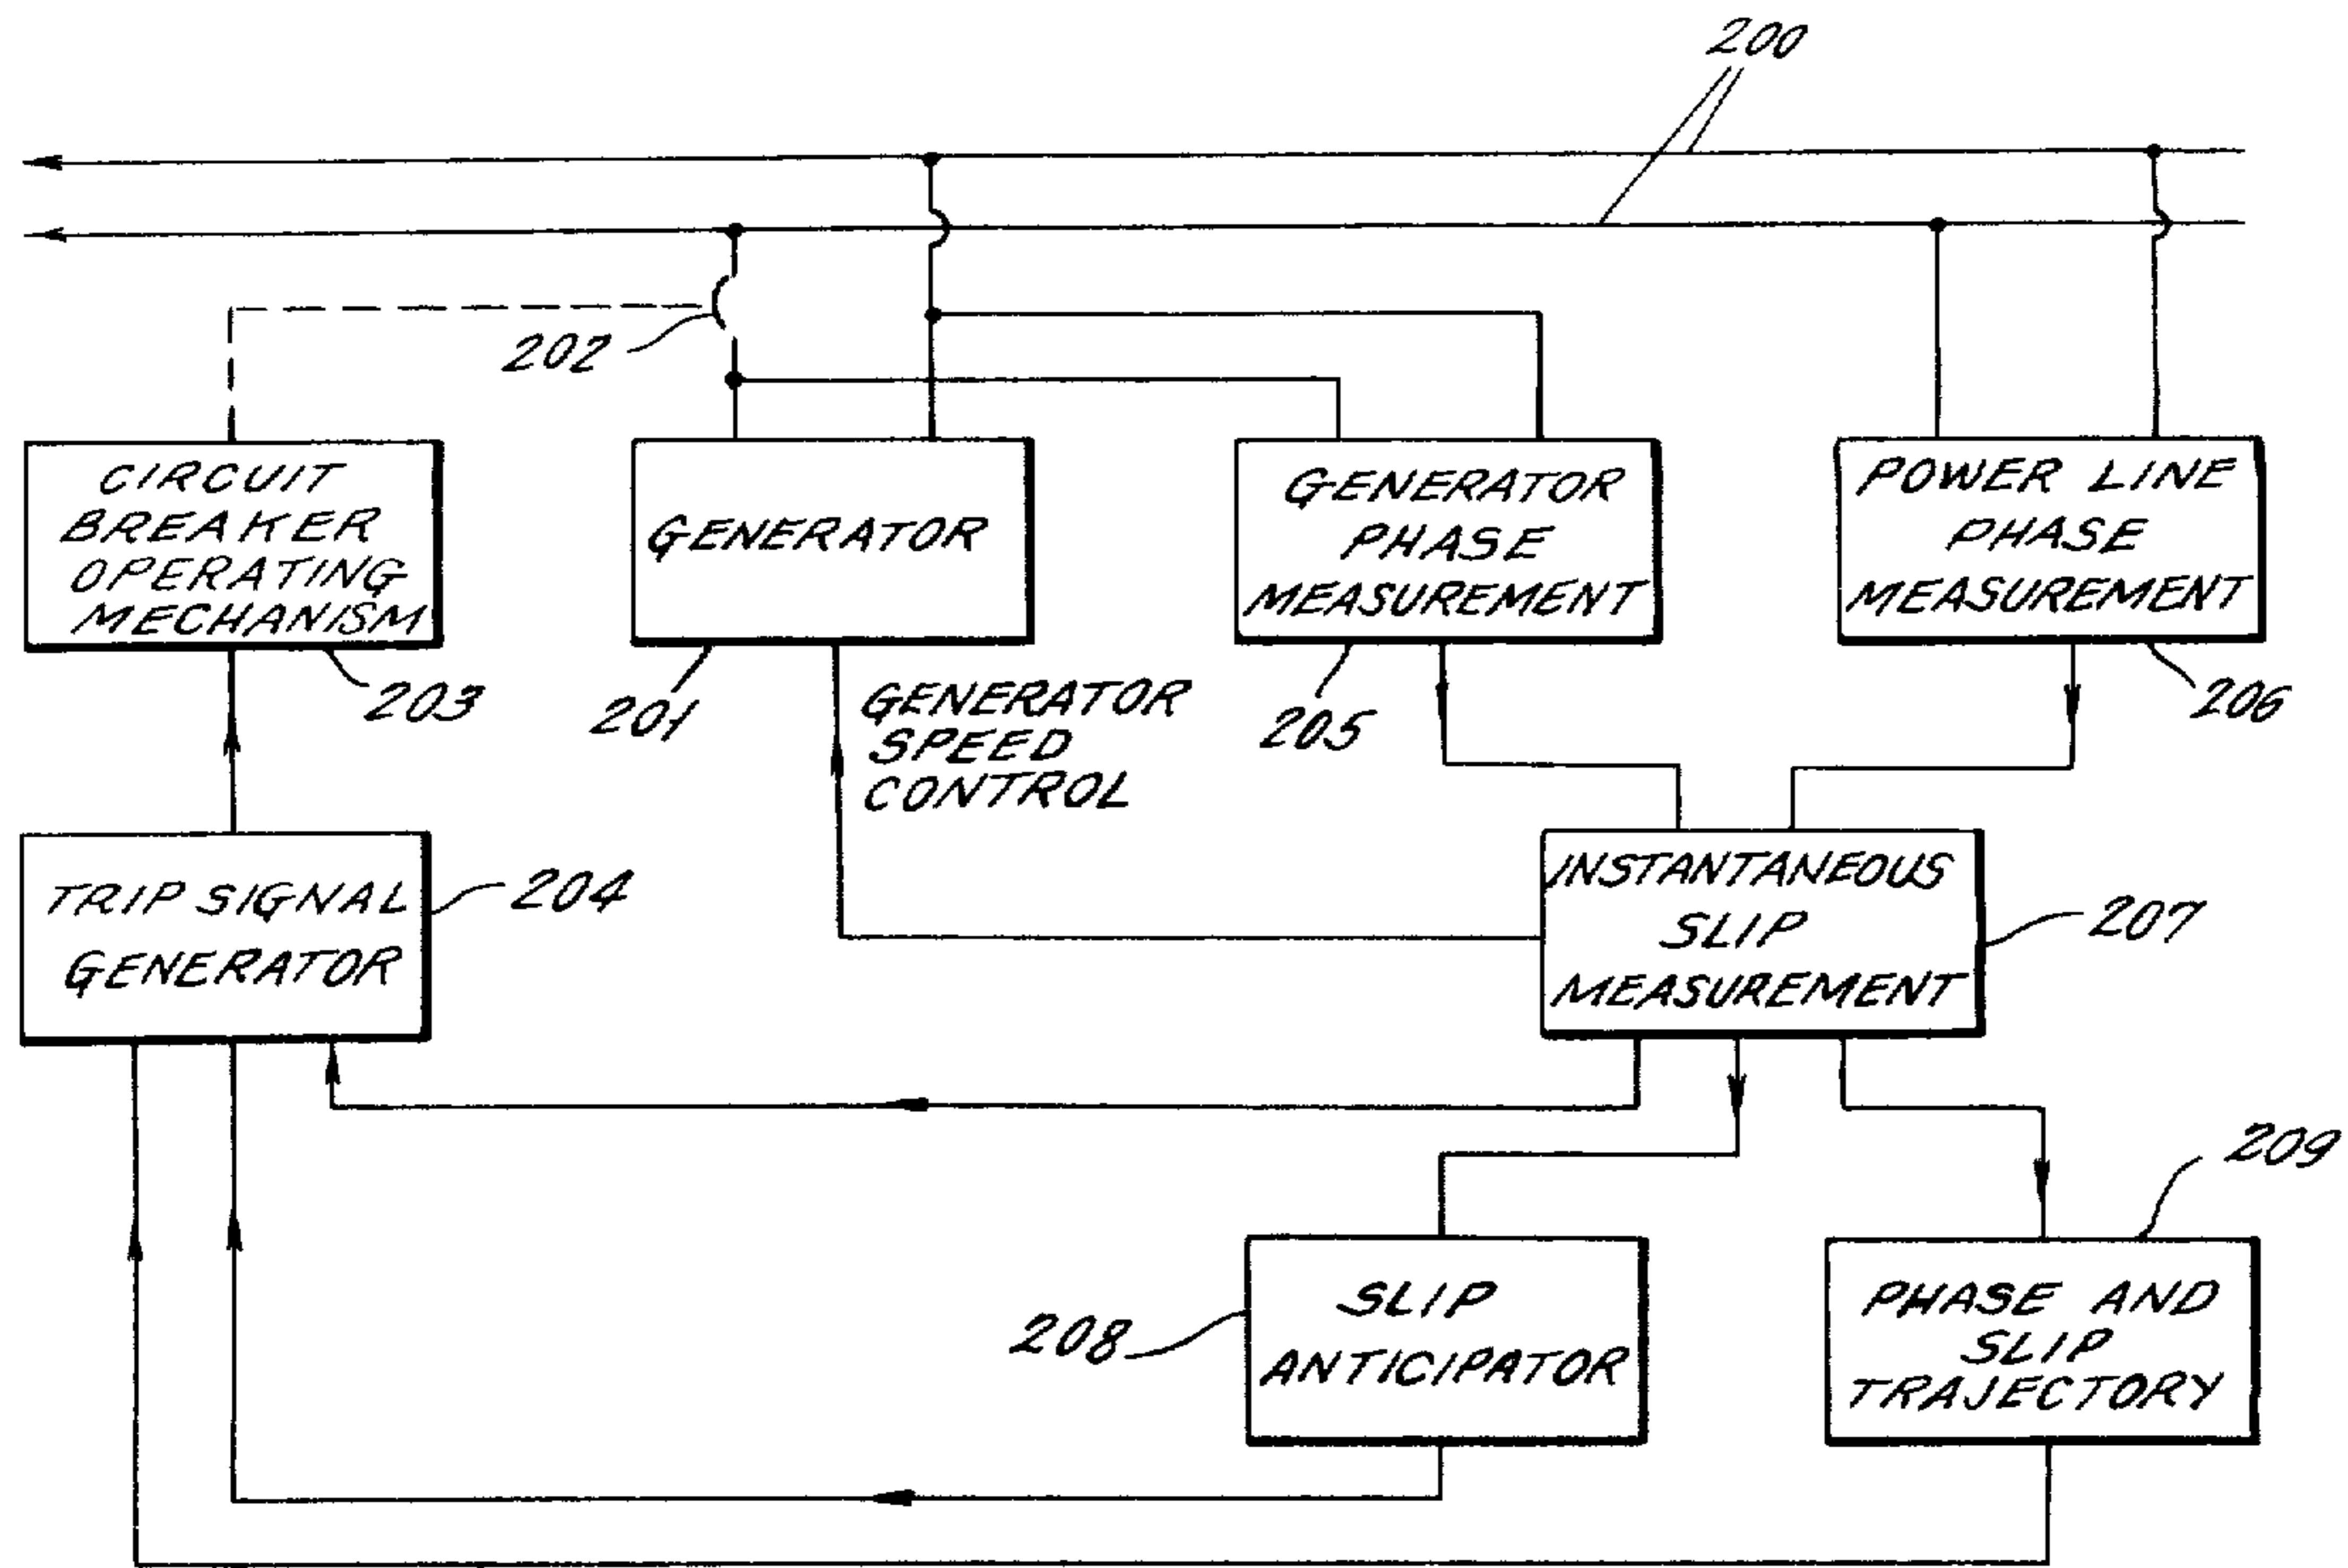 200
202
CIRCUIT
BREAKER
OPERATING
MECHANISM
203
GENERATOR
201
GENERATOR
PHASE
MEASUREMENT
205
POWER LINE
PHASE
MEASUREMENT
206
GENERATOR
SPEED
CONTROL
TRIP SIGNAL
GENERATOR
204
INSTANTANEOUS
SLIP
MEASUREMENT
207
208
SLIP
ANTICIPATOR
209
PHASE AND
SLIP
TRAJECTORY